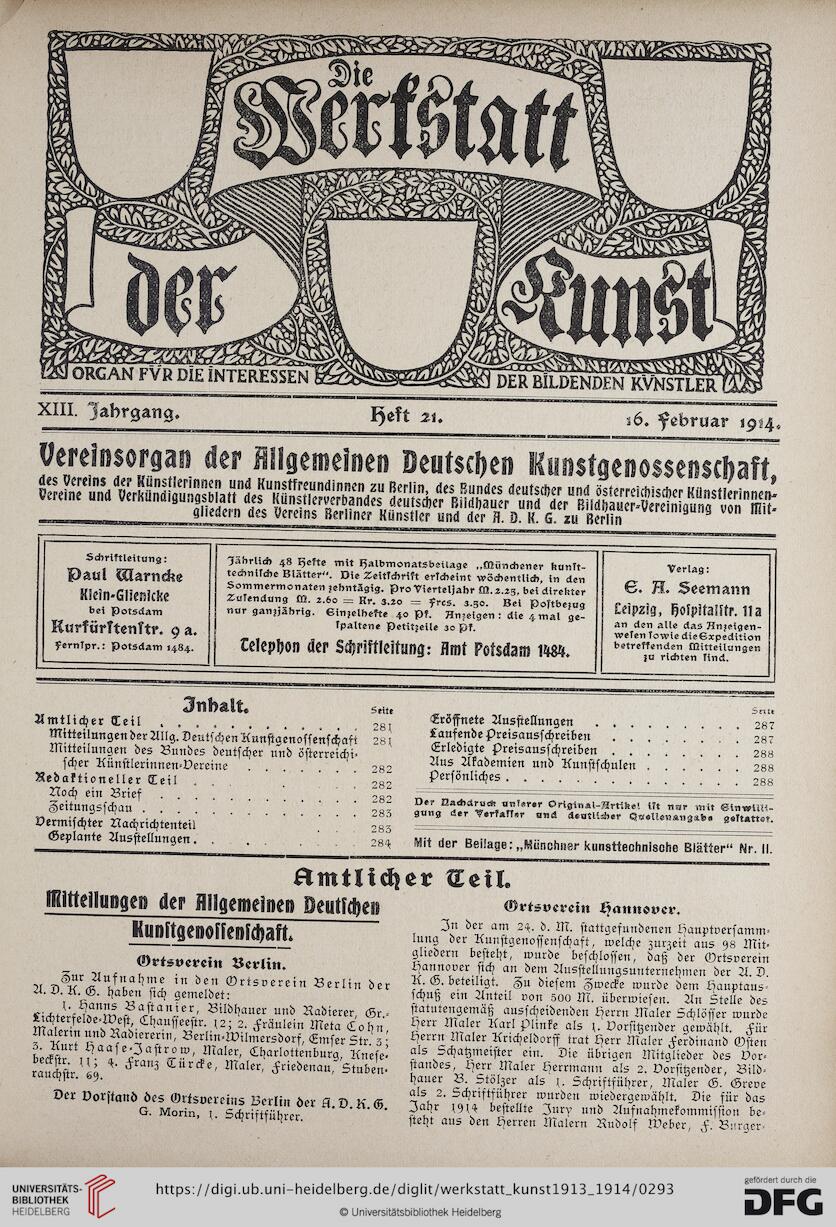 Die
Werkstatt
der
Kunst
ORGAN FVR DIE INTERESSEN
DER BILDENDEN KVNSTLER
XIII. Jahrgang.
Heft 21.
16. Februar 1914.
Vereinsorgan der Allgemeinen Deutschen Kunstgenossenschaft,
des Vereins der Künstlerinnen und Kunstfreundinnen zu Berlin, des Bundes deutscher und österreichischer Künstlerinnen-
Vereine und Verkündigungsblatt des Künstlerverbandes deutscher Bildhauer und der Bildhauer-Vereinigung von Mit-
gliedern des Vereins Berliner Künstler und der A. D. K. G. zu Berlin
Schriftleitung:
Paul Warncke
Klein-Glienicke
bei Potsdam
Kurfürstenstr. 9a.
Fernspr.: Potsdam 1484.
Jährlich 48 Hefte mit Halbmonatsbeilage „Münchener kunst-
technische Blätter“. Die Zeitschrift erscheint wöchentlich, in den
Sommermonaten zehntägig. Pro Vierteljahr M. 2.25, bei direkter
Zusendung M. 2.60 = Kr. 3.20 = Frcs. 3.50. Bei Postbezug
nur ganzjährig. Einzelhefte 40 Pf. Anzeigen: die 4 mal ge-
spaltene Petitzeile 30 Pf.
Telephon der Schriftleitung: Amt Potsdam 1484.
Verlag:
E. A. Seemann
Leipzig, Hospitalstr. 11a
an den alle das Anzeigen-
wesen sowie die Expedition
betreffenden Mitteilungen
zu richten sind.
Inhalt.
Seite
Amtlicher Teil . . . . . . . . . . 281
Mitteilungen der Allg. Deutschen Kunstgenossenschaft 281
Mitteilungen des Bundes deutscher und österreichi-
scher Künstlerinnen-Vereine . . . . . . . 282
Redaktioneller Teil . . . . . . . . . 282
Noch ein Brief . . . . . . . . . . 282
Zeitungsschau . . . . . . . . . . 283
Vermischter Nachrichtenteil . . . . . . . 283
Geplante Ausstellungen . . . . . . . . 284
Seite
Eröffnete Ausstellungen . . . . . . . . 287
Laufende Preisausschreiben . . . . . . . 287
Erledigte Preisausschreiben . . . . . . . 288
Aus Akademien und Kunstschulen . . . . . . 288
Persönliches . . . . . . . . . . . 288
Der Nachdruck unserer Original-Artikel ist nur mit Einwilli-
gung der Verfasser und deutlicher Quellenangabe gestattet.
Mit der Beilage: „Münchner kunsttechnische Blätter“ Nr. 11.
Amtlicher Teil.
Mitteilungen der Allgemeinen Deutschen
Kunstgenossenschaft.
Ortsverein Berlin.
Zur Aufnahme in den Ortsverein Berlin der
A. D. K. G. haben sich gemeldet:
1. Hanns Bastanier, Bildhauer und Radierer, Gr.-
Lichterfelde-West, Chausseestr. 12; 2. Fräulein Meta Cohn,
Malerin und Radiererin, Berlin-Wilmersdorf, Emser Str. 3;
3. Kurt Haase-Jastrow, Maler, Charlottenburg, Knese-
beckstr. 11; 4. Franz Türcke, Maler, Friedenau, Stuben-
rauchstr. 69.
Der Vorstand des Ortsvereins Berlin der A. D. K. G.
G. Morin, 1. Schriftführer.
Ortsverein Hannover.
In der am 24. d. M. stattgefundenen Hauptversamm-
lung der Kunstgenossenschaft, welche zurzeit aus 98 Mit-
gliedern besteht, wurde beschlossen, daß der Ortsverein
Hannover sich an dem Ausstellungsunternehmen der A. D.
K. G. beteiligt. Zu diesem Zwecke wurde dem Hauptaus-
schuß ein Anteil von 500 M. überwiesen. An Stelle des
statutengemäß ausscheidenden Herrn Maler Schlösser wurde
Herr Maler Karl Plinke als 1. Vorsitzender gewählt. Für
Herrn Maler Kricheldorff trat Herr Maler Ferdinand Osten
als Schatzmeister ein. Die übrigen Mitglieder des Vor-
standes, Herr Maler Herrmann als 2. Vorsitzender, Bild-
hauer B. Stölzer als 1. Schriftführer, Maler G. Greve
als 2. Schriftführer wurden wiedergewählt. Die für das
Jahr 1914 bestellte Jury und Aufnahmekommission be-
steht aus den Herren Malern Rudolf Weber, F. Burger-
UNIVERSITÄTS-
BIBLIOTHEK
HEIDELBERG
https://digi.ub.uni-heidelberg.de/diglit/werkstatt_kunst1913_1914/0293
© Universitätsbibliothek Heidelberg
gefördert durch die
DFG